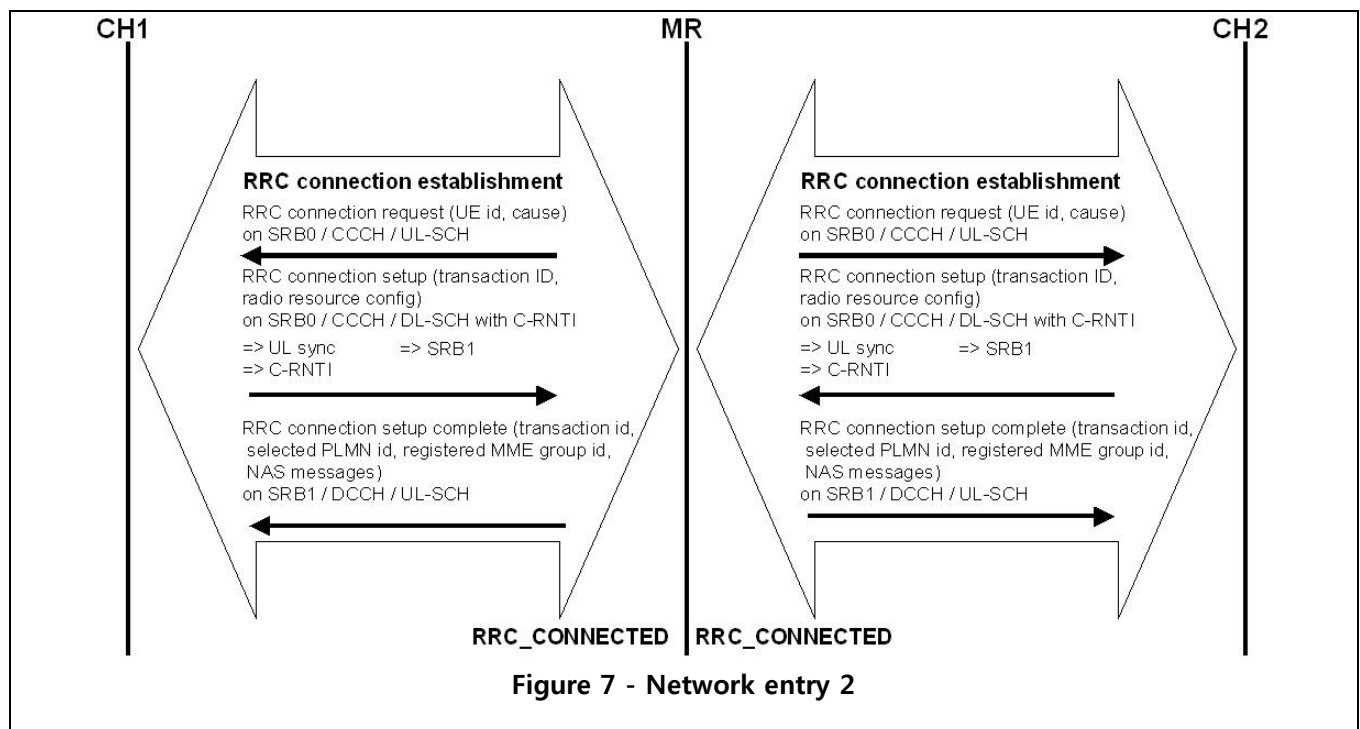 CH1 MR CH2
RRC connection establishment
RRC connection request (UE id, cause)
on SRB0 / CCCH / UL-SCH
RRC connection setup (transaction ID,
radio resource config)
on SRB0 / CCCH / DL-SCH with C-RNTI
=> UL sync => SRB1
=> C-RNTI
RRC connection setup complete (transaction id,
selected PLMN id, registered MME group id,
NAS messages)
on SRB1 / DCCH / UL-SCH
RRC connection establishment
RRC connection request (UE id, cause)
on SRB0 / CCCH / UL-SCH
RRC connection setup (transaction ID,
radio resource config)
on SRB0 / CCCH / DL-SCH with C-RNTI
=> UL sync => SRB1
=> C-RNTI
RRC connection setup complete (transaction id,
selected PLMN id, registered MME group id,
NAS messages)
on SRB1 / DCCH / UL-SCH
RRC_CONNECTED RRC_CONNECTED
Figure 7 - Network entry 2